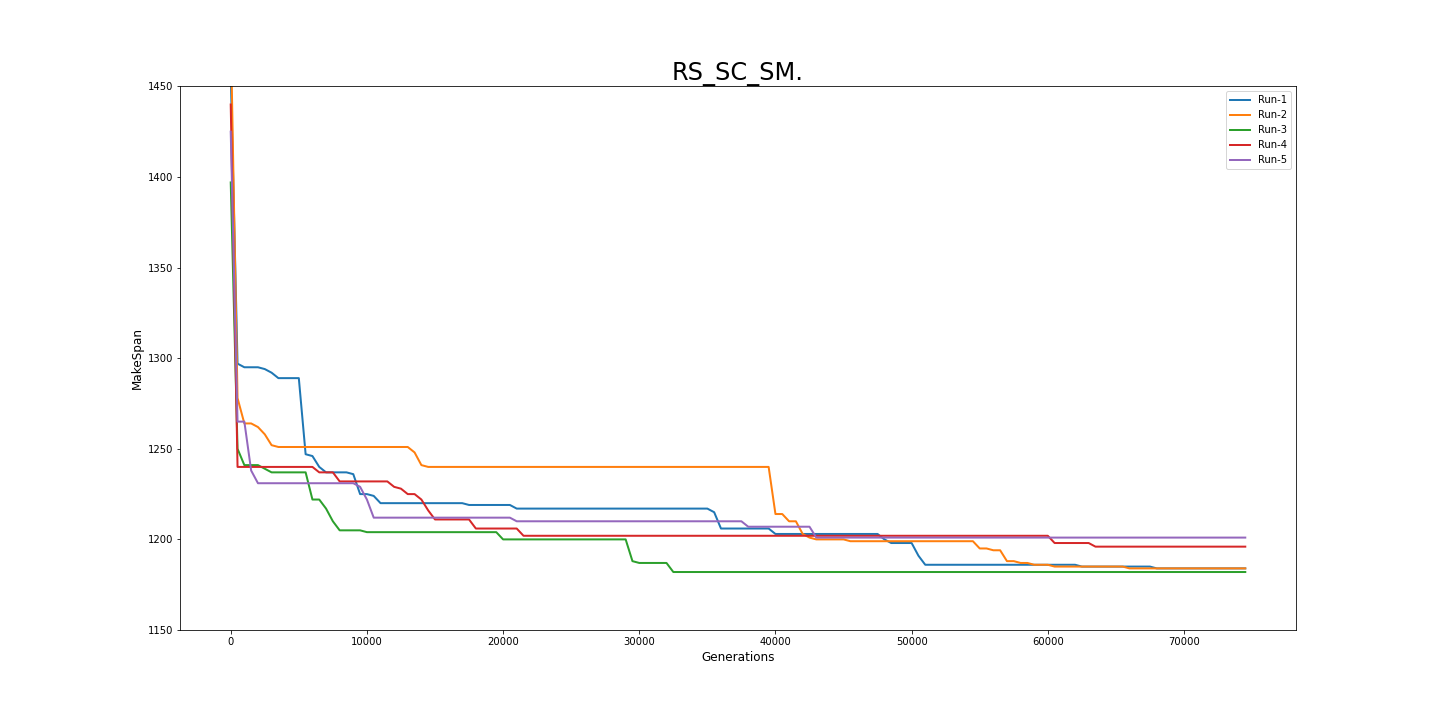 RS_SC_SM.
1450
1400
1350
1300
1250
1200
1150
MakeSpan
Run-1
Run-2
Run-3
Run-4
Run-5
0 10000 20000 30000 40000 50000 60000 70000
Generations